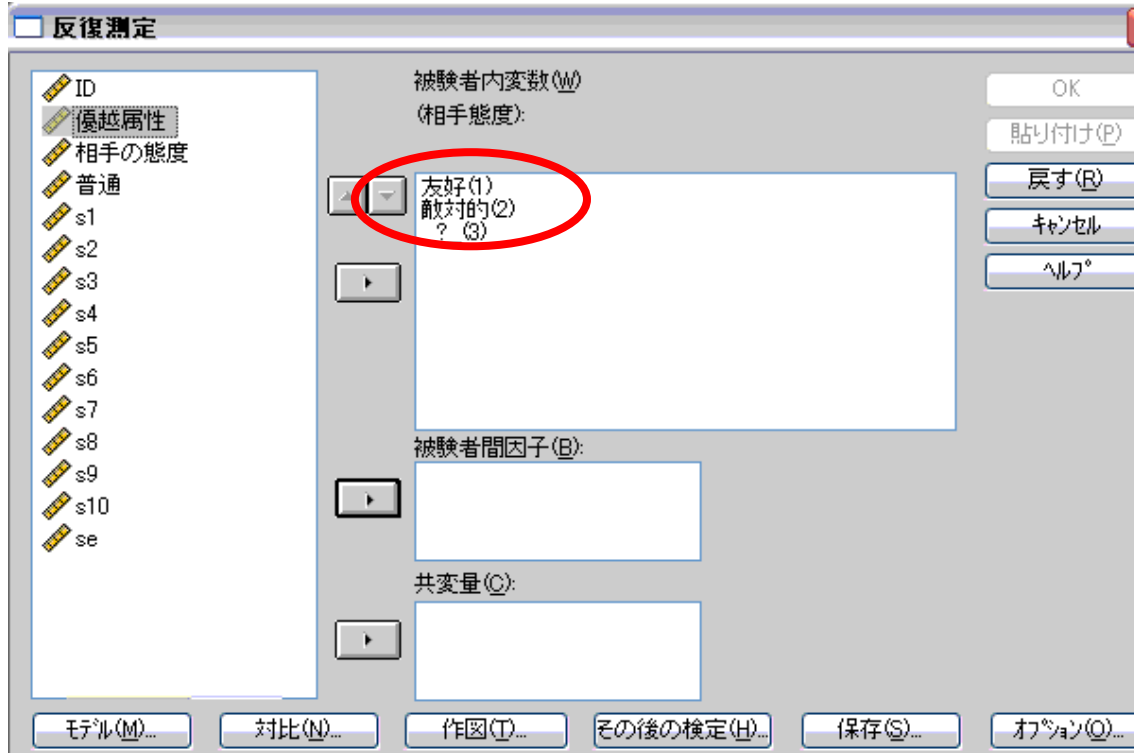 反復測定
ID
優越属性
相手の態度
普通
s1
s2
s3
s4
s5
s6
s7
s8
s9
s10
se
被験者内変数(W)
(相手態度):
友好(1)
敵対的(2)
? (3)
被験者間因子(B):
共変量(C):
OK
貼り付け(P)
戻す(R)
キャンセル
ヘルプ
モデル(M)...
対比(N)...
作図(T)...
その後の検定(H)...
保存(S)...
オプション(O)...